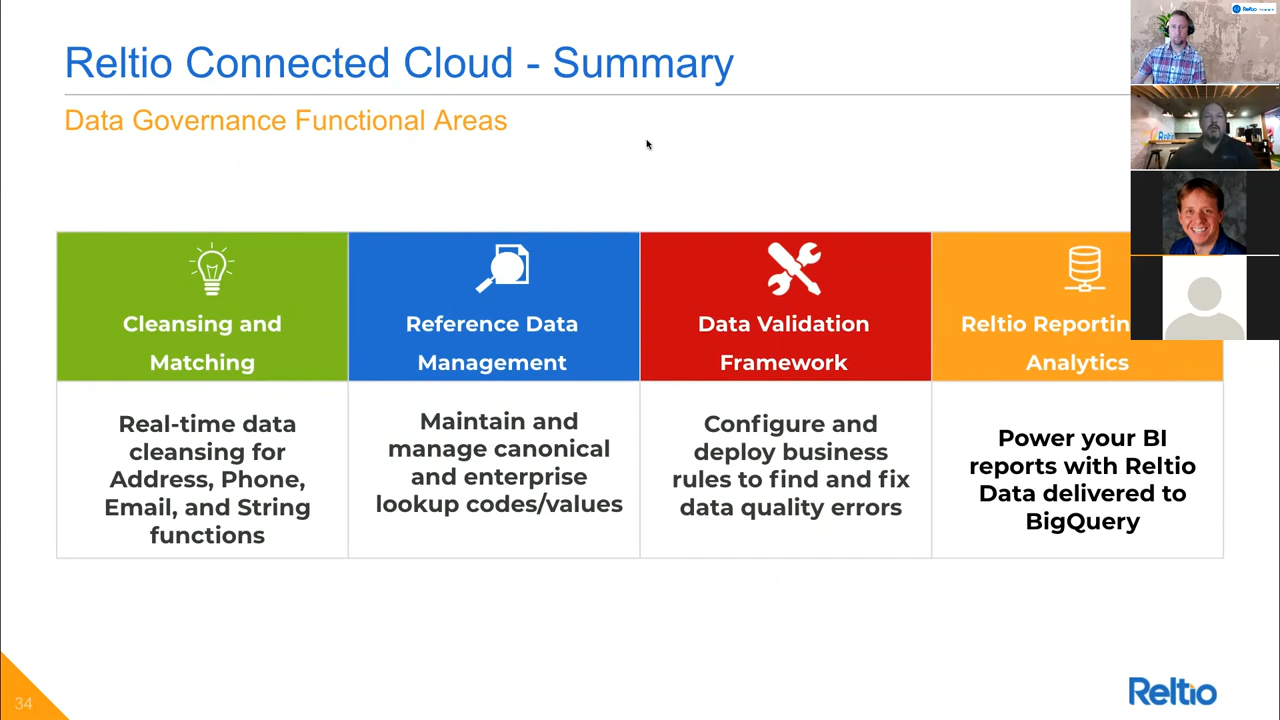 Reltio Connected Cloud - Summary
Data Governance Functional Areas
Cleansing and
Matching
Reference Data
Management
Data Validation
Framework
Reltio Reportin
Analytics
Real-time data
cleansing for
Address, Phone,
Email, and String
functions
Maintain and
manage canonical
and enterprise
lookup codes/values
Configure and
deploy business
rules to find and fix
data quality errors
Power your BI
reports with Reltio
Data delivered to
BigQuery
34
Reltio
Reltio